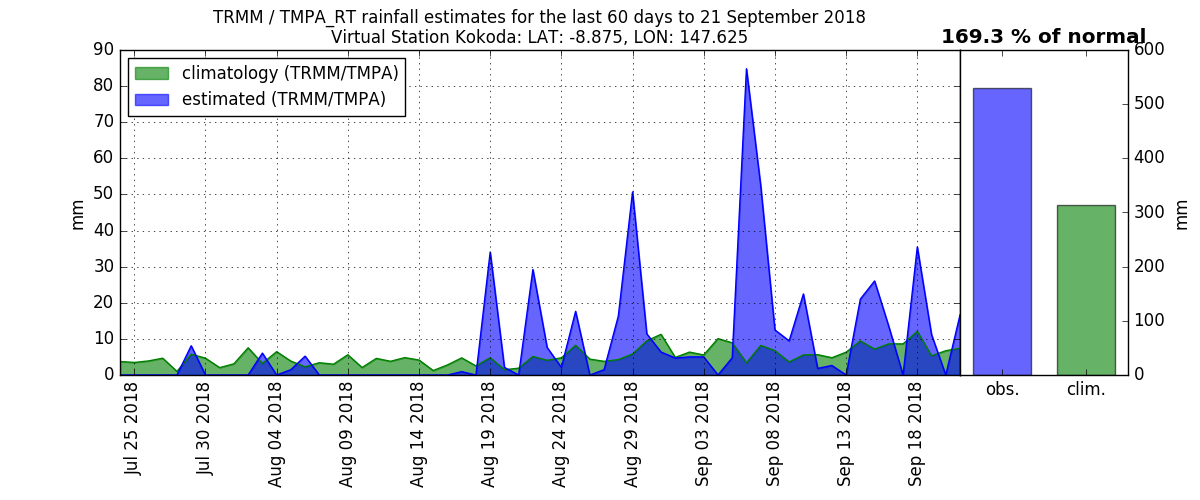 TRMM / TMPA_RT rainfall estimates for the last 60 days to 21 September 2018
Virtual Station Kokoda: LAT: -8.875, LON: 147.625
169.3 % of normal
climatology (TRMM/TMPA)
estimated (TRMM/TMPA)
90
80
70
60
50
40
30
20
10
0
mm
Jul 25 2018
Jul 30 2018
Aug 04 2018
Aug 09 2018
Aug 14 2018
Aug 19 2018
Aug 24 2018
Aug 29 2018
Sep 03 2018
Sep 08 2018
Sep 13 2018
Sep 18 2018
600
500
400
300
200
100
0
mm
obs.
clim.